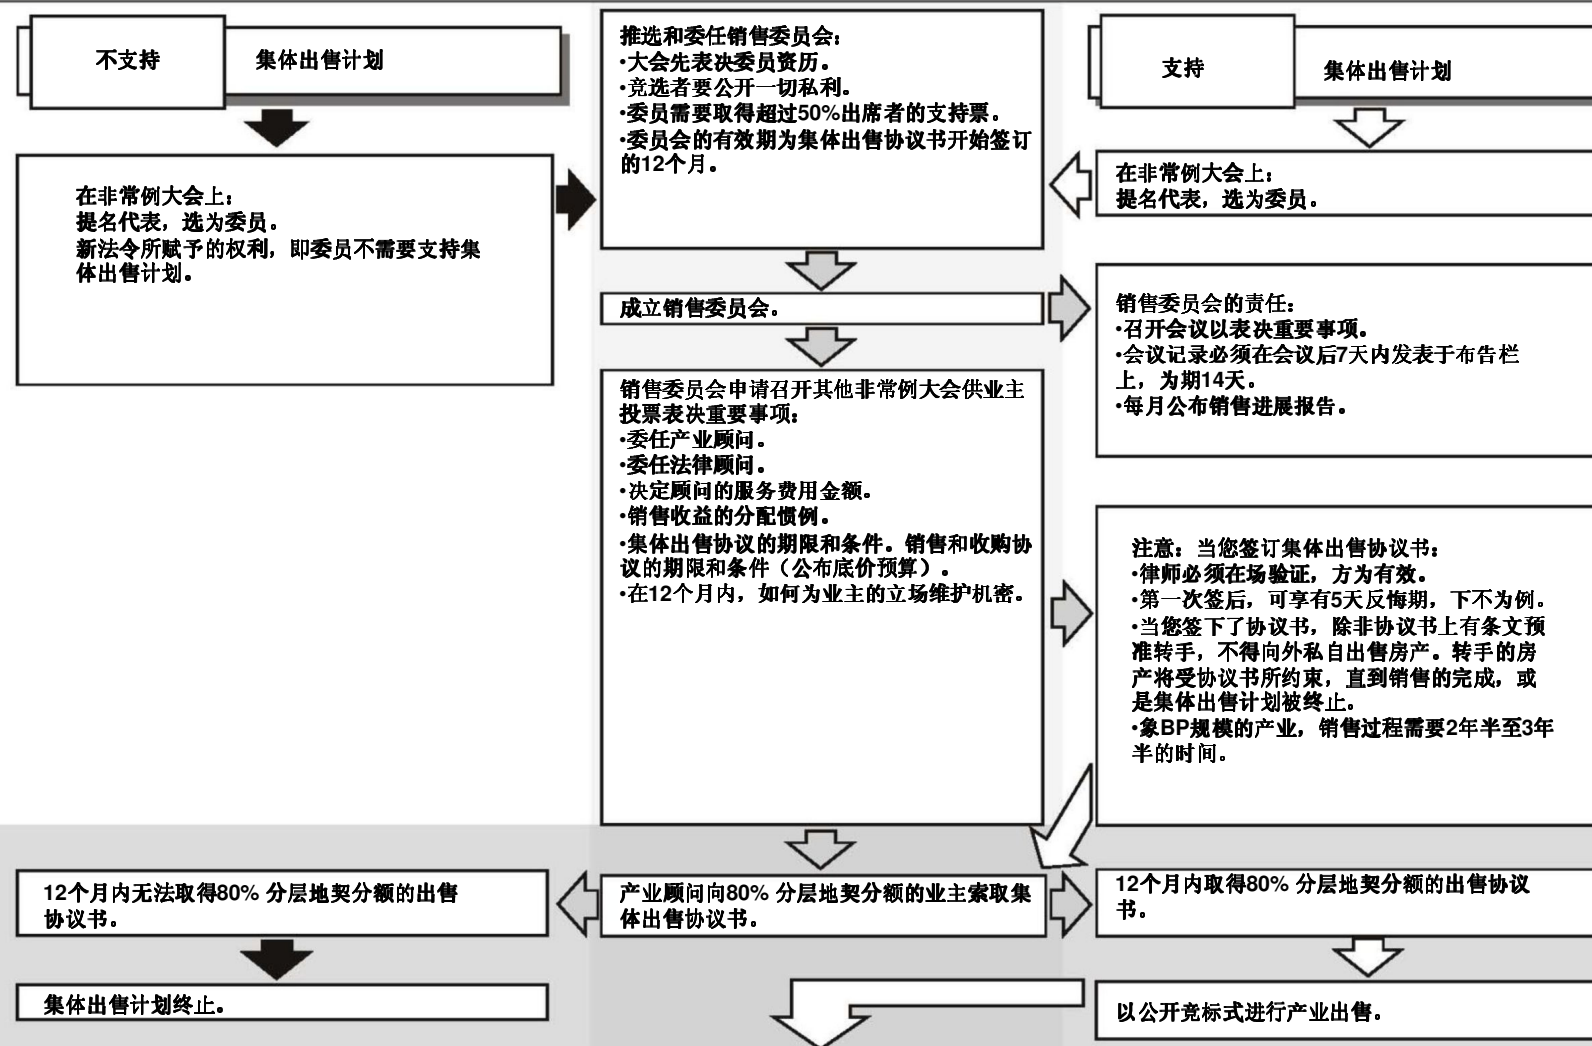 不支持
集体出售计划
在非常例大会上：
提名代表，选为委员。
新法令所赋予的权利，即委员不需要支持集
体出售计划。
推选和委任销售委员会：
•大会先表决委员资历。
•竞选者要公开一切私利。
•委员需要取得超过50%出席者的支持票。
•委员会的有效期为集体出售协议书开始签订
的12个月。
支持
集体出售计划
在非常例大会上：
提名代表，选为委员。
成立销售委员会。
销售委员会的责任：
•召开会议以表决重要事项。
•会议记录必须在会议后7天内发表于布告栏
上，为期14天。
•每月公布销售进展报告。
销售委员会申请召开其他非常例大会供业主
投票表决重要事项：
•委任产业顾问。
•委任法律顾问。
•决定顾问的服务费用金额。
•销售收益的分配惯例。
•集体出售协议的期限和条件。销售和收购协
议的期限和条件（公布底价预算）。
•在12个月内，如何为业主的立场维护机密。
注意：当您签订集体出售协议书：
•律师必须在场验证，方为有效。
•第一次签后，可享有5天反悔期，下不为例。
•当您签下了协议书，除非协议书上有条文预
准转手，不得向外私自出售房产。转手的房
产将受协议书所约束，直到销售的完成，或
是集体出售计划被终止。
•象BP规模的产业，销售过程需要2年半至3年
半的时间。
12个月内无法取得80% 分层地契分额的出售
协议书。
集体出售计划终止。
产业顾问向80% 分层地契分额的业主索取集
体出售协议书。
12个月内取得80% 分层地契分额的出售协议
书。
以公开竞标式进行产业出售。